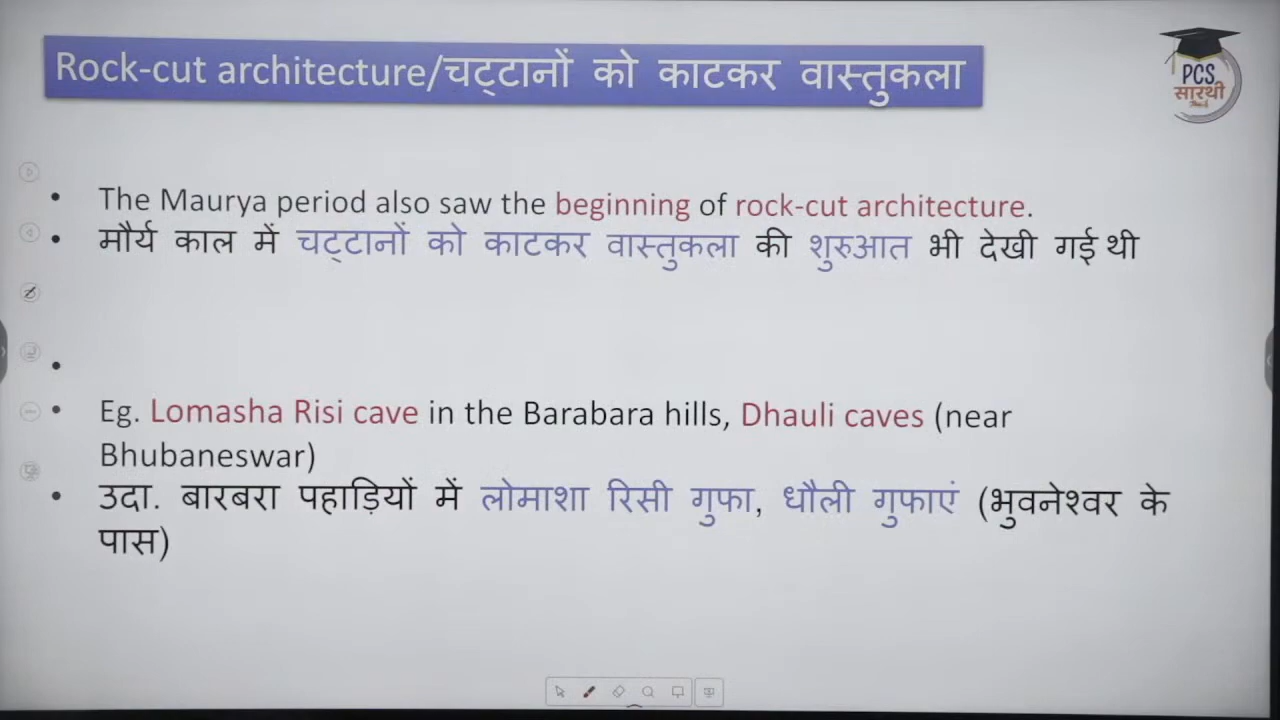 Rock-cut architecture/चट्टानों को काटकर वास्तुकला
PCS
सारथी
• The Maurya period also saw the beginning of rock-cut architecture.
• मौर्य काल में चट्टानों को काटकर वास्तुकला की शुरुआत भी देखी गई थी
•
• Eg. Lomasha Risi cave in the Barabara hills, Dhauli caves (near
Bhubaneswar)
• उदा. बारबरा पहाड़ियों में लोमाशा रिसी गुफा, धौली गुफाएं (भुवनेश्वर के
पास)